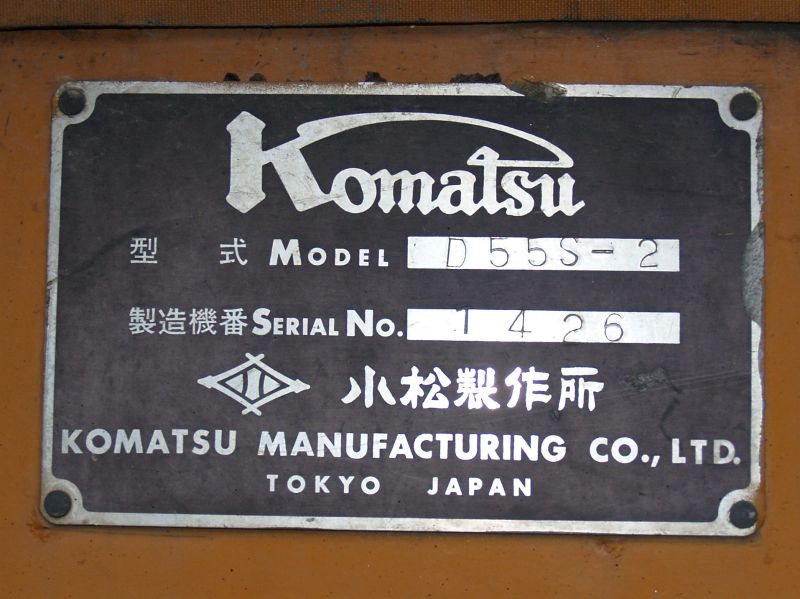 Komatsu
型 式 MODEL D55S-2
製造機番 SERIAL NO. 1426
小 小松製作所
KOMATSU MANUFACTURING CO., LTD.
TOKYO JAPAN